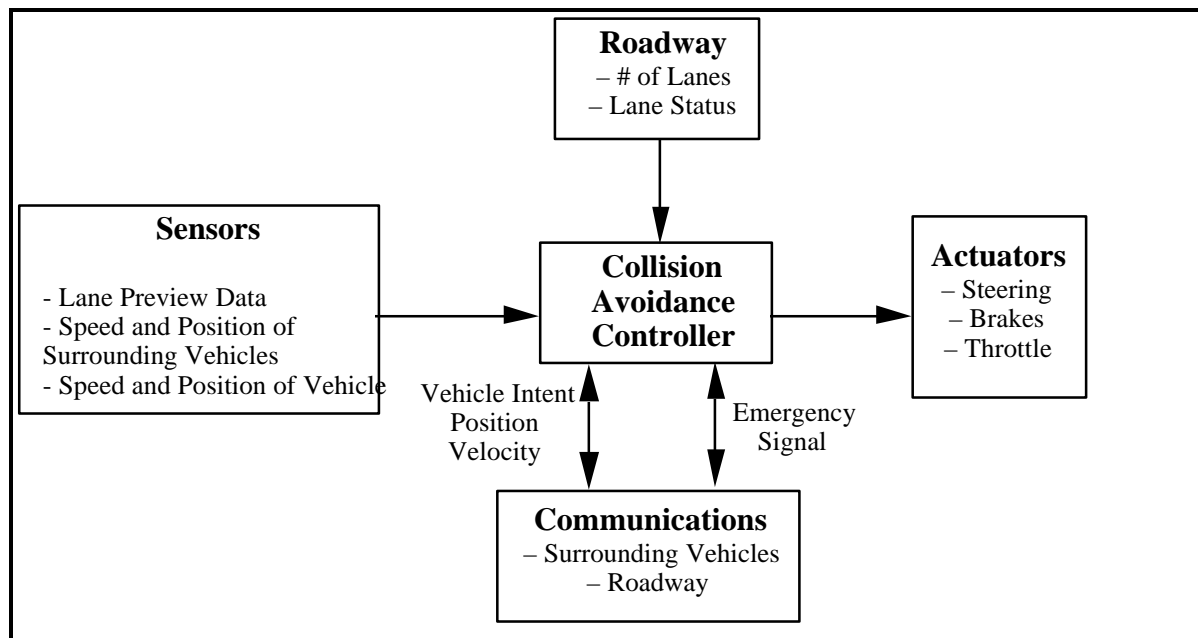 Roadway
– # of Lanes
– Lane Status
Sensors
- Lane Preview Data
- Speed and Position of
Surrounding Vehicles
- Speed and Position of Vehicle
Collision
Avoidance
Controller
Actuators
– Steering
– Brakes
– Throttle
Vehicle Intent
Position
Velocity
Emergency
Signal
Communications
– Surrounding Vehicles
– Roadway